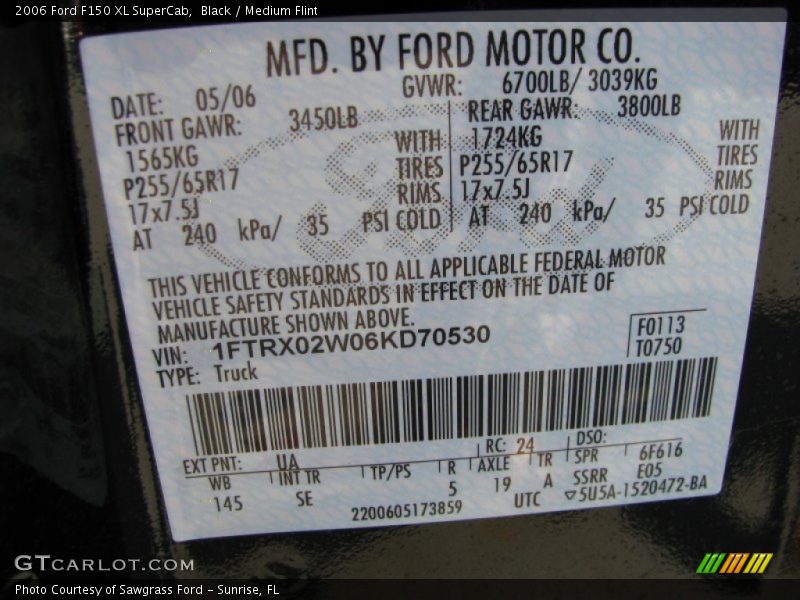 2006 Ford F150 XL SuperCab, Black / Medium Flint
MFD. BY FORD MOTOR CO.
DATE: 05/06 GVWR: 6700LB/ 3039KG
FRONT GAWR: 3450LB REAR GAWR: 3800LB
1565KG WITH 1724KG WITH
P255/65R17 TIRES P255/65R17 TIRES
17x7.5J RIMS 17x7.5J RIMS
AT 240 kPa/ 35 PSI COLD AT 240 kPa/ 35 PSI COLD
Ford
THIS VEHICLE CONFORMS TO ALL APPLICABLE FEDERAL MOTOR
VEHICLE SAFETY STANDARDS IN EFFECT ON THE DATE OF
MANUFACTURE SHOWN ABOVE.
VIN: 1FTRX02W06KD70530 F0113
TYPE: Truck T0750
EXT PNT: UA RC: 24 DSO:
WB INT TR TP/PS R AXLE TR SPR 6F616
145 SE 5 19 A SSRR E05
2200605173859 UTC ▽5U5A-1520472-BA
GTCARLOT.COM
Photo Courtesy of Sawgrass Ford - Sunrise, FL